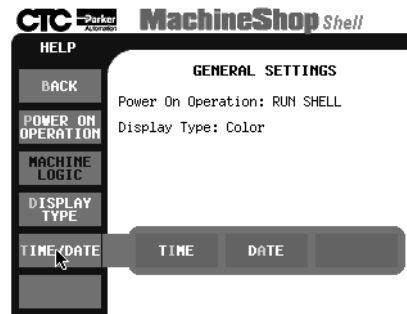 CTC Parker Automation MachineShop Shell
HELP
GENERAL SETTINGS
BACK
Power On Operation: RUN SHELL
POWER ON
OPERATION
Display Type: Color
MACHINE
LOGIC
DISPLAY
TYPE
TIME/DATE TIME DATE